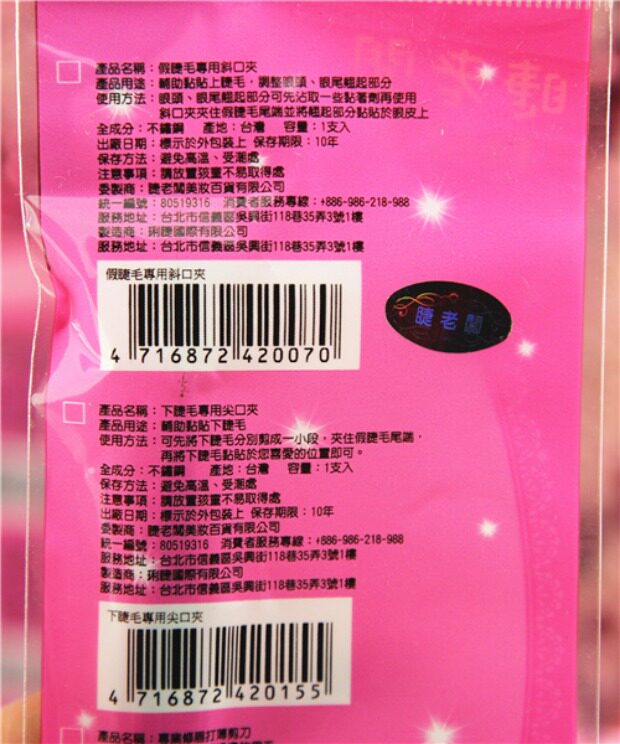 產品名稱：假睫毛專用斜口夾
產品用途：輔助黏貼上睫毛，調整眼頭、眼尾翹起部分
使用方法：眼頭、眼尾翹起部分可先沾取一些黏著劑再使用
斜口夾夾住假睫毛尾端並將翹起部分黏貼於眼皮上
全成分：不鏽鋼 產地：台灣 容量：1支入
出廠日期：標示於外包裝上 保存期限：10年
保存方法：避免高溫、受潮處
注意事項：請放置孩童不易取得處
委製商：睫老闆美妝百貨有限公司
統一編號：80519316 消費者服務專線：+886-986-218-988
服務地址：台北市信義區吳興街118巷35弄3號1樓
製造商：琍睫國際有限公司
服務地址：台北市信義區吳興街118巷35弄3號1樓
假睫毛專用斜口夾
4 716872 420070
睫老闆
產品名稱：下睫毛專用尖口夾
產品用途：輔助黏貼下睫毛
使用方法：可先將下睫毛分別剪成一小段，夾住假睫毛尾端，
再將下睫毛黏貼於您喜愛的位置即可。
全成分：不鏽鋼 產地：台灣 容量：1支入
保存方法：避免高溫、受潮處
注意事項：請放置孩童不易取得處
出廠日期：標示於外包裝上 保存期限：10年
委製商：睫老闆美妝百貨有限公司
統一編號：80519316 消費者服務專線：+886-986-218-988
服務地址：台北市信義區吳興街118巷35弄3號1樓
製造商：琍睫國際有限公司
服務地址：台北市信義區吳興街118巷35弄3號1樓
下睫毛專用尖口夾
4 716872 420155
產品名稱：專業修眉打薄剪刀